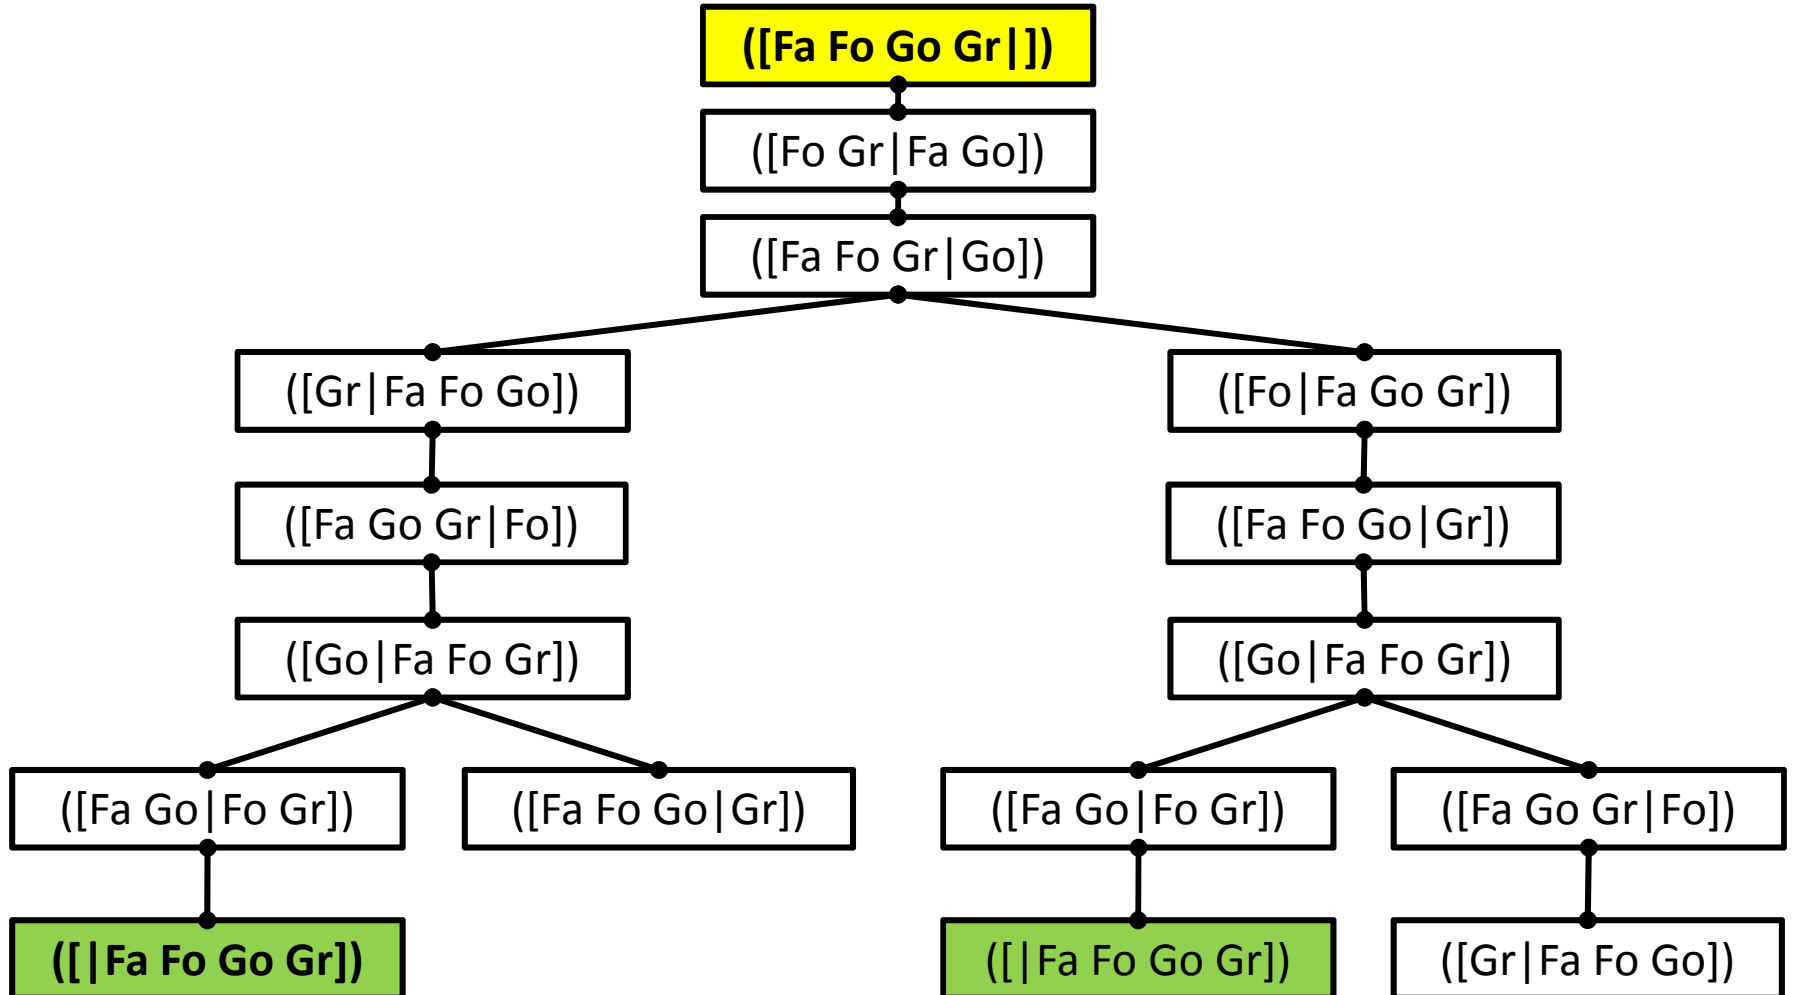 ([Fa Fo Go Gr|])
([Fo Gr|Fa Go])
([Fa Fo Gr|Go])
([Gr|Fa Fo Go])
([Fo|Fa Go Gr])
([Fa Go Gr|Fo])
([Fa Fo Go|Gr])
([Go|Fa Fo Gr])
([Go|Fa Fo Gr])
([Fa Go|Fo Gr])
([Fa Fo Go|Gr])
([Fa Go|Fo Gr])
([Fa Go Gr|Fo])
([|Fa Fo Go Gr])
([|Fa Fo Go Gr])
([Gr|Fa Fo Go])